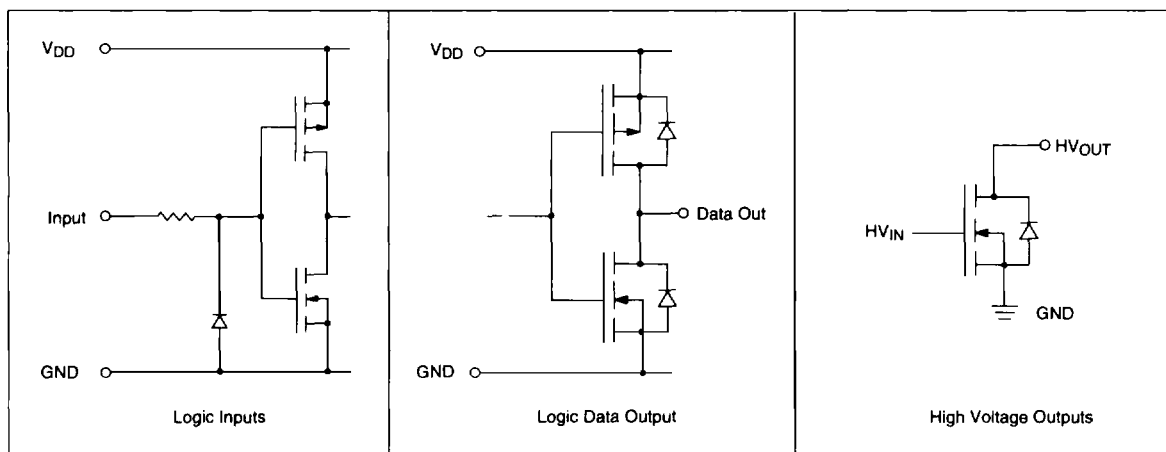 VDD
Input
GND
Logic Inputs
VDD
Data Out
GND
Logic Data Output
HVOUT
HVIN
GND
High Voltage Outputs